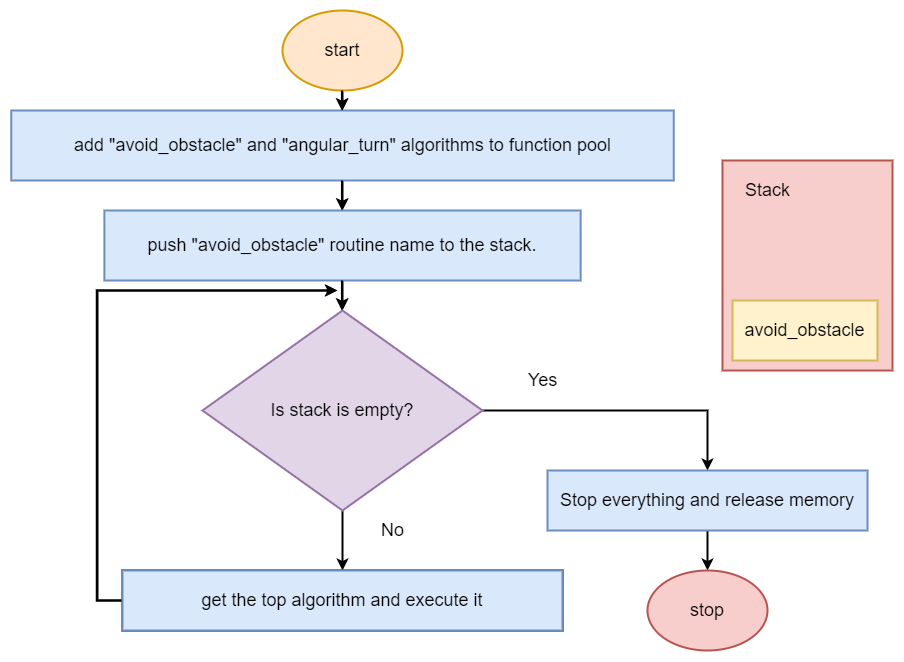 start
add "avoid_obstacle" and "angular_turn" algorithms to function pool
push "avoid_obstacle" routine name to the stack.
Stack
avoid_obstacle
Is stack is empty?
Yes
No
Stop everything and release memory
get the top algorithm and execute it
stop